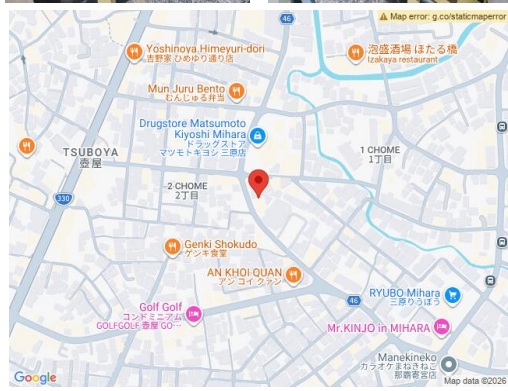 46
Map error: g.co/staticmaperror
Yoshinoya Himeyuri-dori
吉野家 ひめゆり通り店
泡盛酒場 ほたる橋
Izakaya restaurant
Mun Juru Bento
むんじゅる弁当
Drugstore Matsumoto
Kiyoshi Mihara
ドラッグストア
マツモトキヨシ 三原店
TSUBOYA
壺屋
1 CHOME
1丁目
2 CHOME
2丁目
330
Genki Shokudo
ゲンキ食堂
AN KHOI QUAN
アン コイ クァン
Golf Golf
コンドミニアム
GOLFGOLF 壺屋 GO…
46
RYUBO Mihara
三原りうぼう
Mr.KINJO in MIHARA
Manekineko
カラオケまねきねこ
那覇寄宮店
Google
Map data ©2026